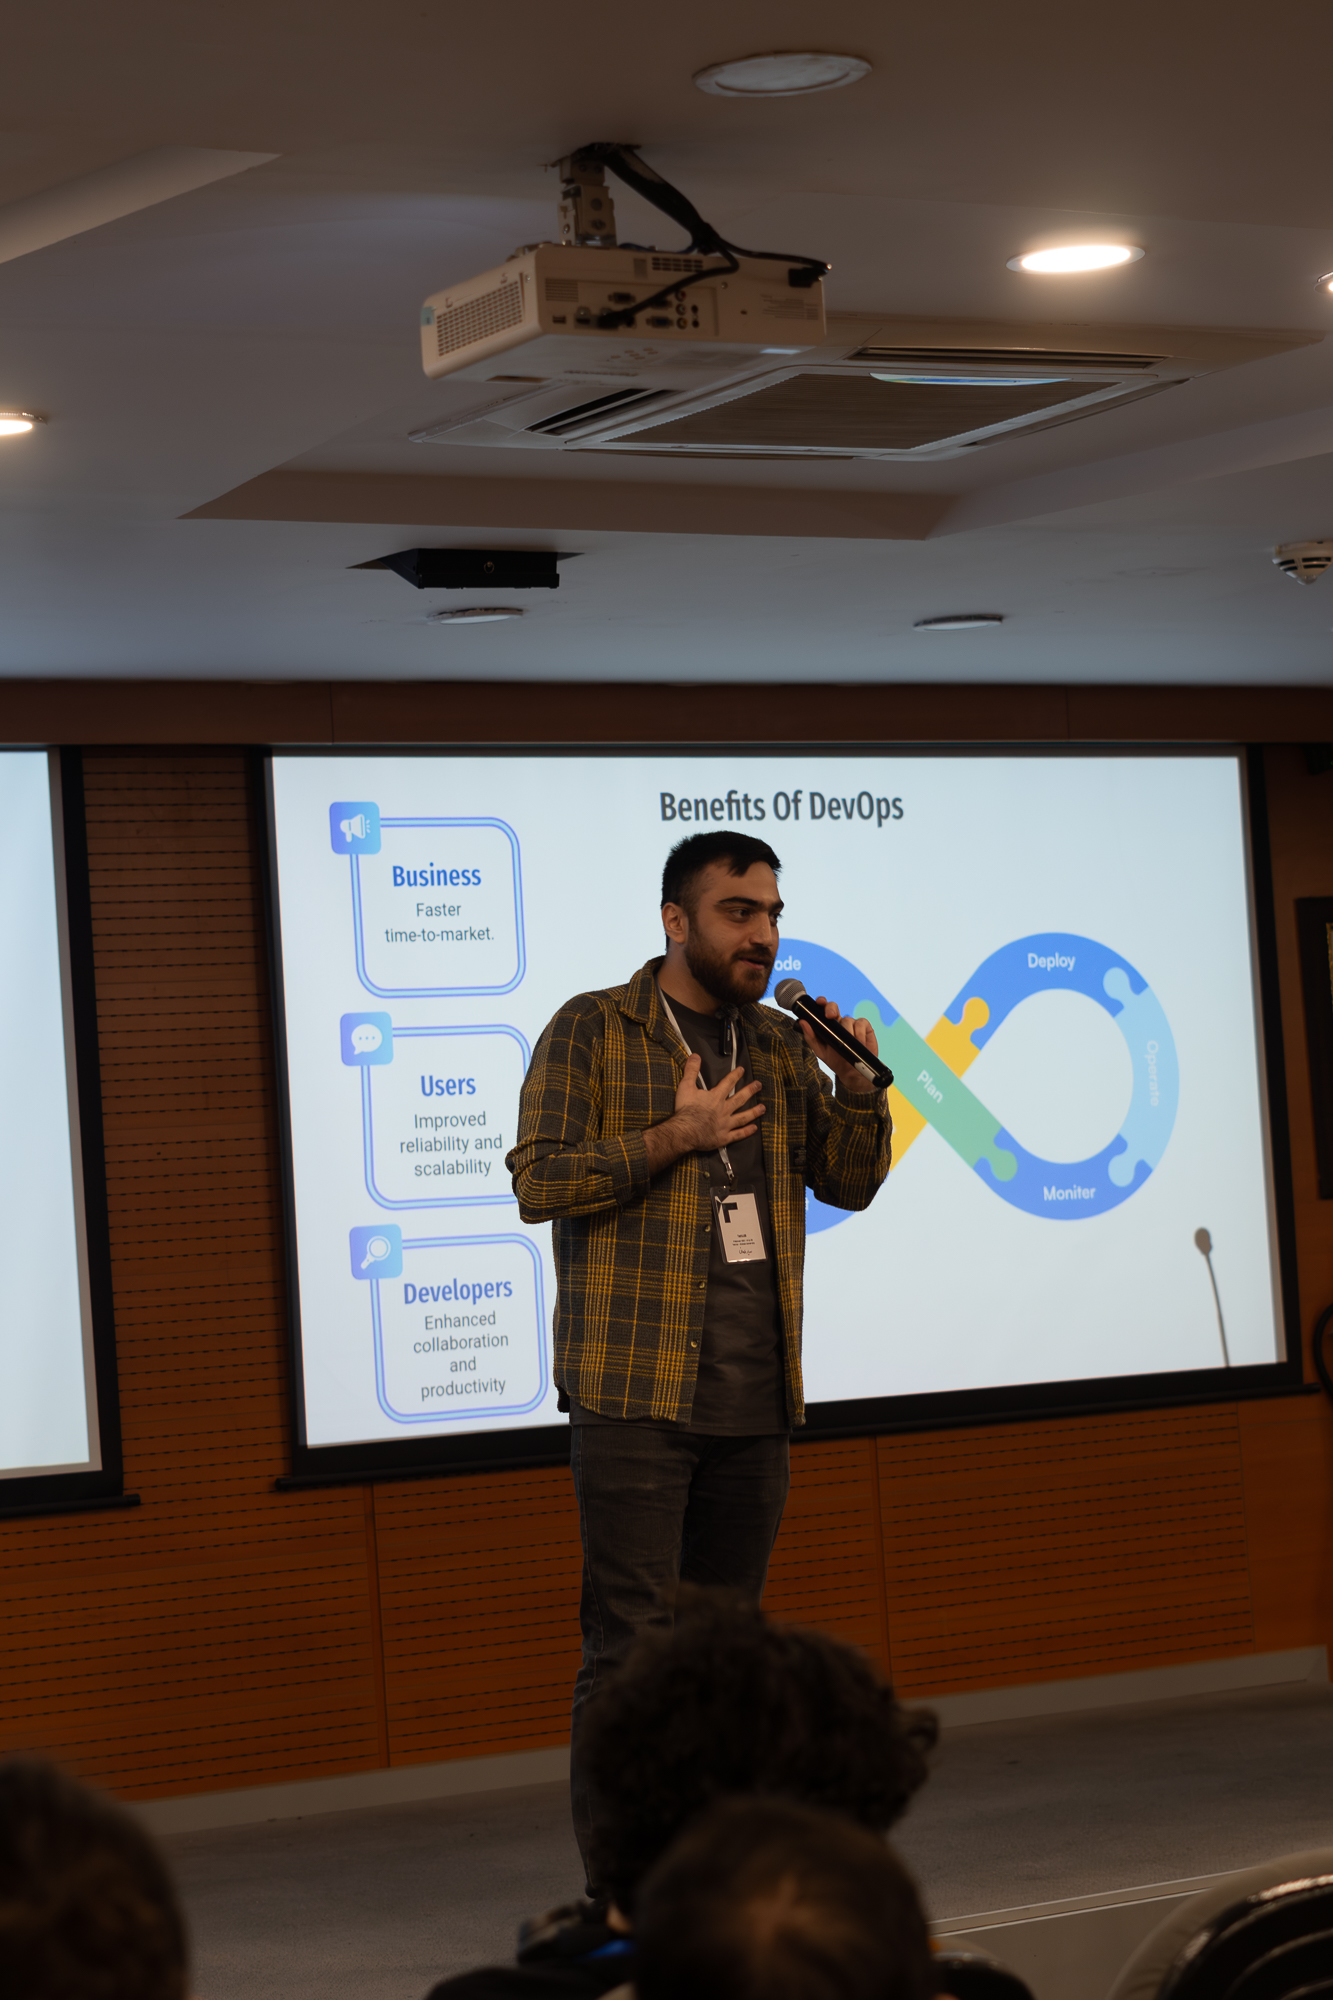 Benefits Of DevOps
Business
Faster
time-to-market.
Users
Improved
reliability and
scalability
Developers
Enhanced
collaboration
and
productivity
ode
Deploy
Plan
Operate
Moniter